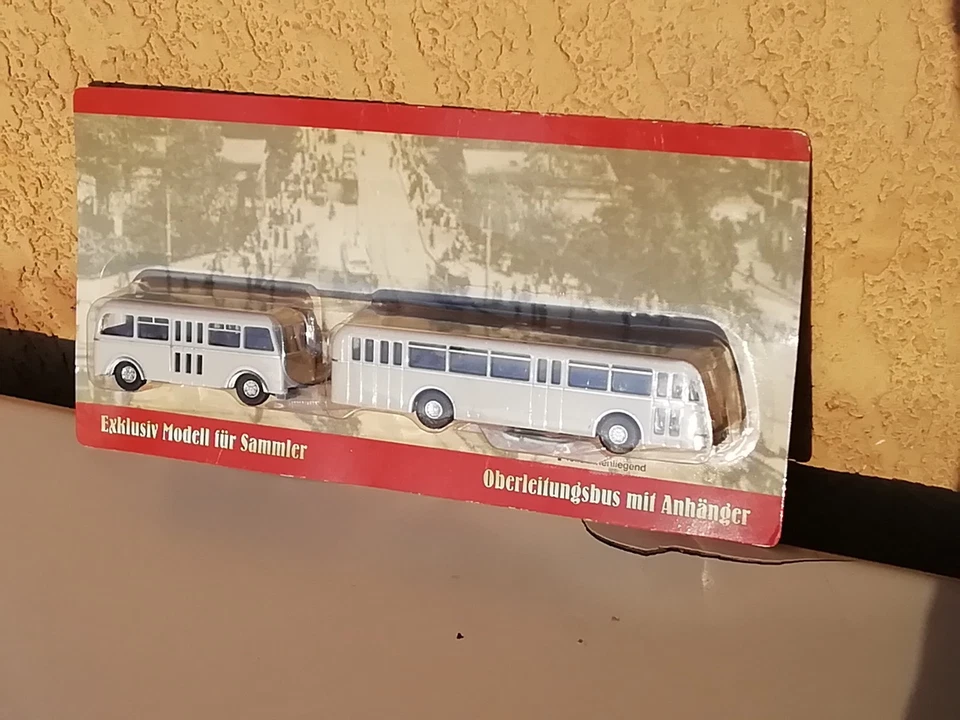 Exklusiv Modell für Sammler
Oberleitungsbus mit Anhänger